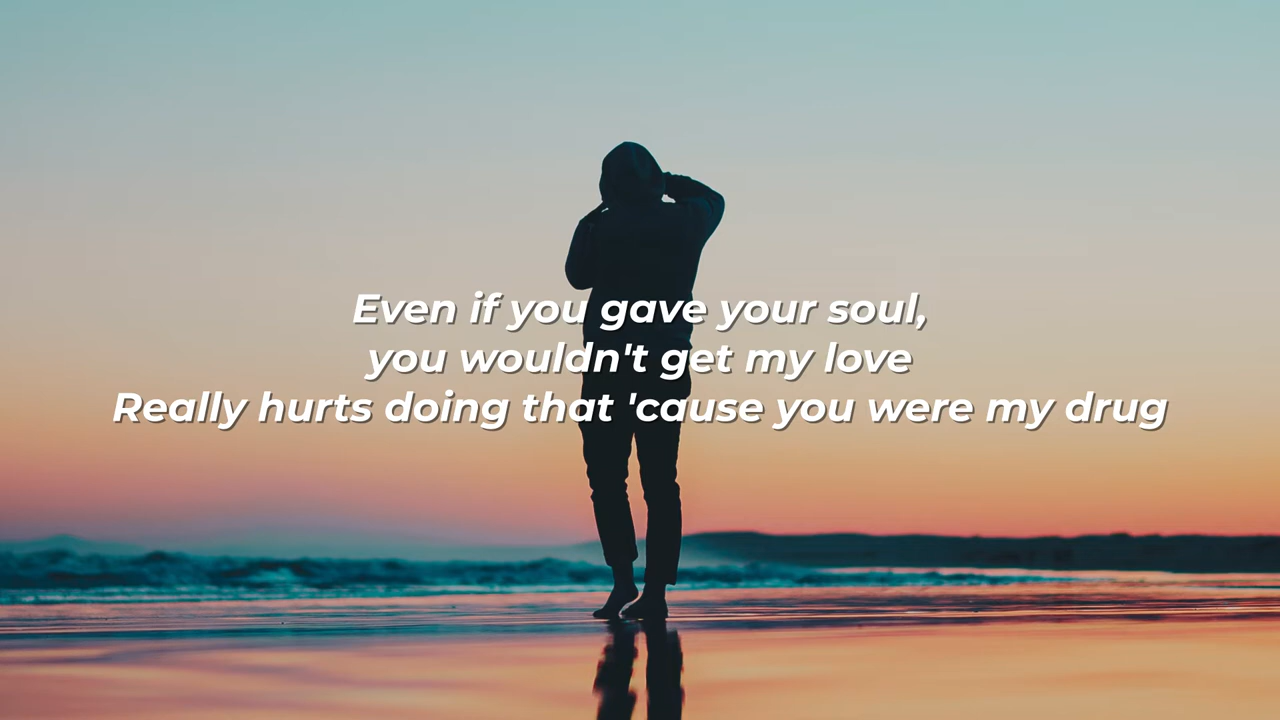 Even if you gave your soul,
you wouldn't get my love
Really hurts doing that 'cause you were my drug